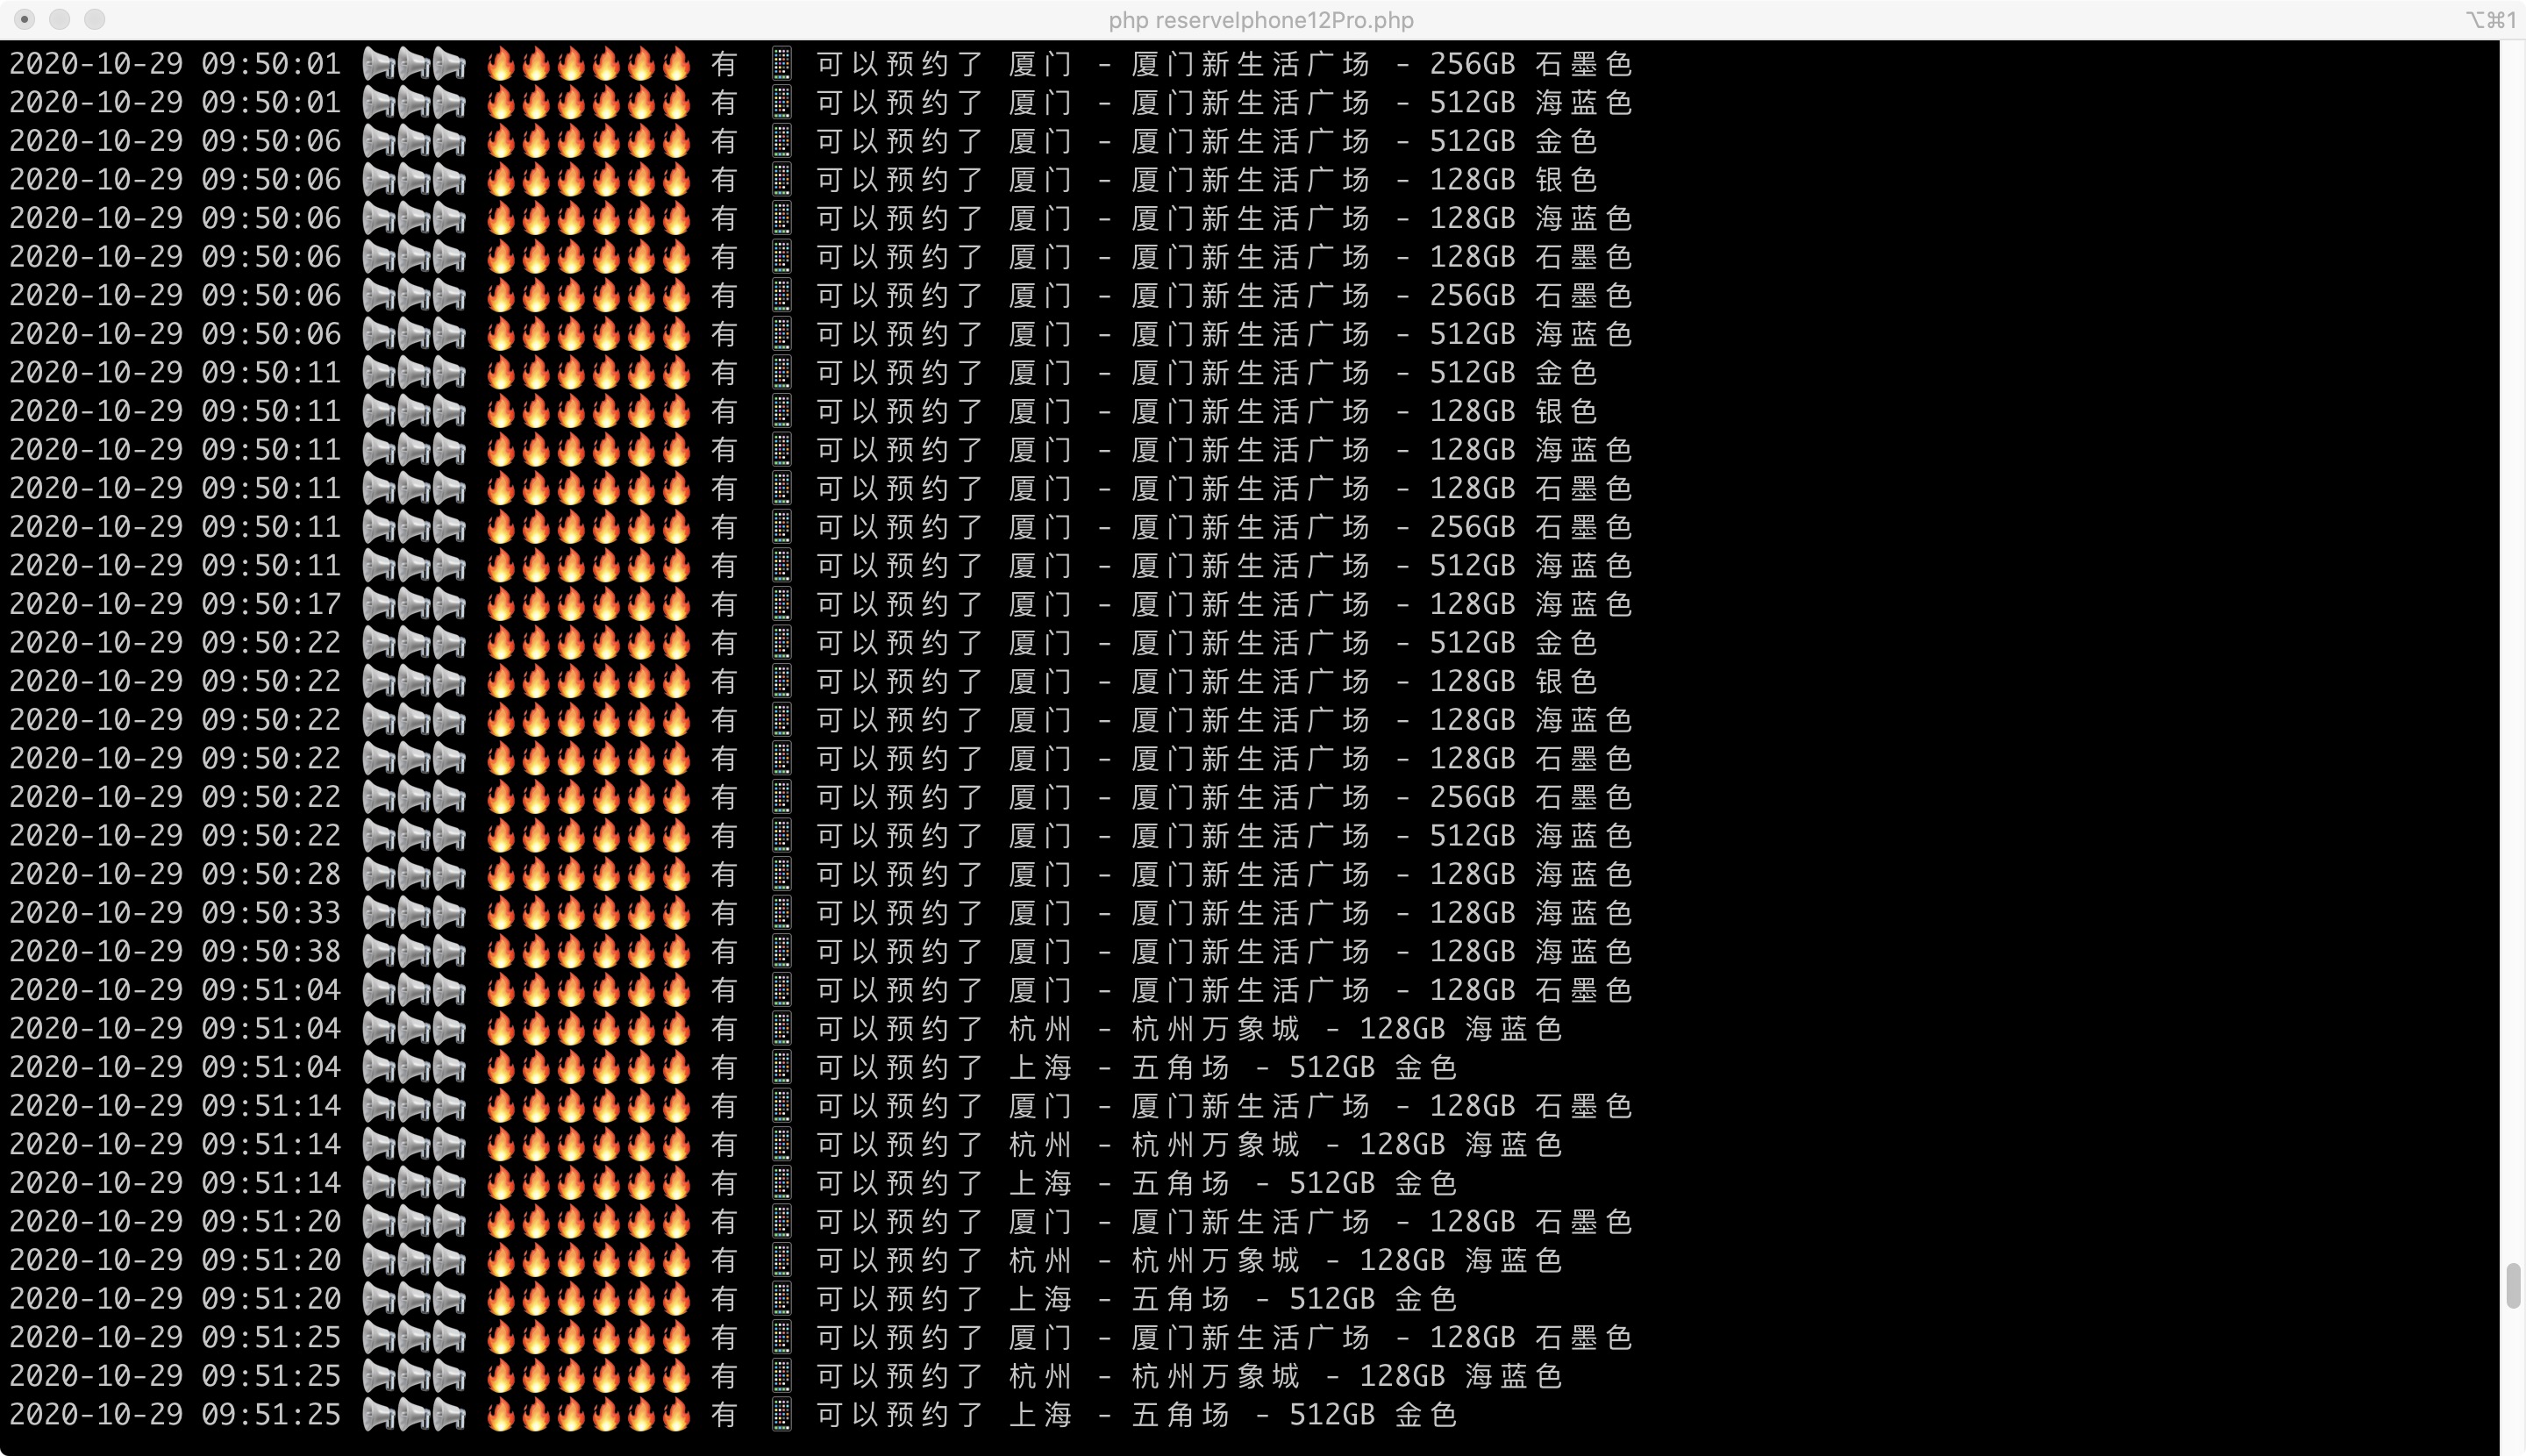 php reserveIphone12Pro.php
⌥⌘1
2020-10-29 09:50:01 📢📢📢 🔥🔥🔥🔥🔥🔥 有 📱 可以预约了 厦门 - 厦门新生活广场 - 256GB 石墨色
2020-10-29 09:50:01 📢📢📢 🔥🔥🔥🔥🔥🔥 有 📱 可以预约了 厦门 - 厦门新生活广场 - 512GB 海蓝色
2020-10-29 09:50:06 📢📢📢 🔥🔥🔥🔥🔥🔥 有 📱 可以预约了 厦门 - 厦门新生活广场 - 512GB 金色
2020-10-29 09:50:06 📢📢📢 🔥🔥🔥🔥🔥🔥 有 📱 可以预约了 厦门 - 厦门新生活广场 - 128GB 银色
2020-10-29 09:50:06 📢📢📢 🔥🔥🔥🔥🔥🔥 有 📱 可以预约了 厦门 - 厦门新生活广场 - 128GB 海蓝色
2020-10-29 09:50:06 📢📢📢 🔥🔥🔥🔥🔥🔥 有 📱 可以预约了 厦门 - 厦门新生活广场 - 128GB 石墨色
2020-10-29 09:50:06 📢📢📢 🔥🔥🔥🔥🔥🔥 有 📱 可以预约了 厦门 - 厦门新生活广场 - 256GB 石墨色
2020-10-29 09:50:06 📢📢📢 🔥🔥🔥🔥🔥🔥 有 📱 可以预约了 厦门 - 厦门新生活广场 - 512GB 海蓝色
2020-10-29 09:50:11 📢📢📢 🔥🔥🔥🔥🔥🔥 有 📱 可以预约了 厦门 - 厦门新生活广场 - 512GB 金色
2020-10-29 09:50:11 📢📢📢 🔥🔥🔥🔥🔥🔥 有 📱 可以预约了 厦门 - 厦门新生活广场 - 128GB 银色
2020-10-29 09:50:11 📢📢📢 🔥🔥🔥🔥🔥🔥 有 📱 可以预约了 厦门 - 厦门新生活广场 - 128GB 海蓝色
2020-10-29 09:50:11 📢📢📢 🔥🔥🔥🔥🔥🔥 有 📱 可以预约了 厦门 - 厦门新生活广场 - 128GB 石墨色
2020-10-29 09:50:11 📢📢📢 🔥🔥🔥🔥🔥🔥 有 📱 可以预约了 厦门 - 厦门新生活广场 - 256GB 石墨色
2020-10-29 09:50:11 📢📢📢 🔥🔥🔥🔥🔥🔥 有 📱 可以预约了 厦门 - 厦门新生活广场 - 512GB 海蓝色
2020-10-29 09:50:17 📢📢📢 🔥🔥🔥🔥🔥🔥 有 📱 可以预约了 厦门 - 厦门新生活广场 - 128GB 海蓝色
2020-10-29 09:50:22 📢📢📢 🔥🔥🔥🔥🔥🔥 有 📱 可以预约了 厦门 - 厦门新生活广场 - 512GB 金色
2020-10-29 09:50:22 📢📢📢 🔥🔥🔥🔥🔥🔥 有 📱 可以预约了 厦门 - 厦门新生活广场 - 128GB 银色
2020-10-29 09:50:22 📢📢📢 🔥🔥🔥🔥🔥🔥 有 📱 可以预约了 厦门 - 厦门新生活广场 - 128GB 海蓝色
2020-10-29 09:50:22 📢📢📢 🔥🔥🔥🔥🔥🔥 有 📱 可以预约了 厦门 - 厦门新生活广场 - 128GB 石墨色
2020-10-29 09:50:22 📢📢📢 🔥🔥🔥🔥🔥🔥 有 📱 可以预约了 厦门 - 厦门新生活广场 - 256GB 石墨色
2020-10-29 09:50:22 📢📢📢 🔥🔥🔥🔥🔥🔥 有 📱 可以预约了 厦门 - 厦门新生活广场 - 512GB 海蓝色
2020-10-29 09:50:28 📢📢📢 🔥🔥🔥🔥🔥🔥 有 📱 可以预约了 厦门 - 厦门新生活广场 - 128GB 海蓝色
2020-10-29 09:50:33 📢📢📢 🔥🔥🔥🔥🔥🔥 有 📱 可以预约了 厦门 - 厦门新生活广场 - 128GB 海蓝色
2020-10-29 09:50:38 📢📢📢 🔥🔥🔥🔥🔥🔥 有 📱 可以预约了 厦门 - 厦门新生活广场 - 128GB 海蓝色
2020-10-29 09:51:04 📢📢📢 🔥🔥🔥🔥🔥🔥 有 📱 可以预约了 厦门 - 厦门新生活广场 - 128GB 石墨色
2020-10-29 09:51:04 📢📢📢 🔥🔥🔥🔥🔥🔥 有 📱 可以预约了 杭州 - 杭州万象城 - 128GB 海蓝色
2020-10-29 09:51:04 📢📢📢 🔥🔥🔥🔥🔥🔥 有 📱 可以预约了 上海 - 五角场 - 512GB 金色
2020-10-29 09:51:14 📢📢📢 🔥🔥🔥🔥🔥🔥 有 📱 可以预约了 厦门 - 厦门新生活广场 - 128GB 石墨色
2020-10-29 09:51:14 📢📢📢 🔥🔥🔥🔥🔥🔥 有 📱 可以预约了 杭州 - 杭州万象城 - 128GB 海蓝色
2020-10-29 09:51:14 📢📢📢 🔥🔥🔥🔥🔥🔥 有 📱 可以预约了 上海 - 五角场 - 512GB 金色
2020-10-29 09:51:20 📢📢📢 🔥🔥🔥🔥🔥🔥 有 📱 可以预约了 厦门 - 厦门新生活广场 - 128GB 石墨色
2020-10-29 09:51:20 📢📢📢 🔥🔥🔥🔥🔥🔥 有 📱 可以预约了 杭州 - 杭州万象城 - 128GB 海蓝色
2020-10-29 09:51:20 📢📢📢 🔥🔥🔥🔥🔥🔥 有 📱 可以预约了 上海 - 五角场 - 512GB 金色
2020-10-29 09:51:25 📢📢📢 🔥🔥🔥🔥🔥🔥 有 📱 可以预约了 厦门 - 厦门新生活广场 - 128GB 石墨色
2020-10-29 09:51:25 📢📢📢 🔥🔥🔥🔥🔥🔥 有 📱 可以预约了 杭州 - 杭州万象城 - 128GB 海蓝色
2020-10-29 09:51:25 📢📢📢 🔥🔥🔥🔥🔥🔥 有 📱 可以预约了 上海 - 五角场 - 512GB 金色